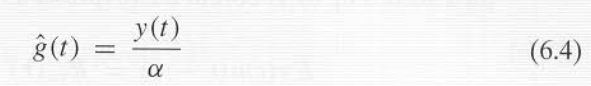 ĝ(t) = y(t)/α (6.4)